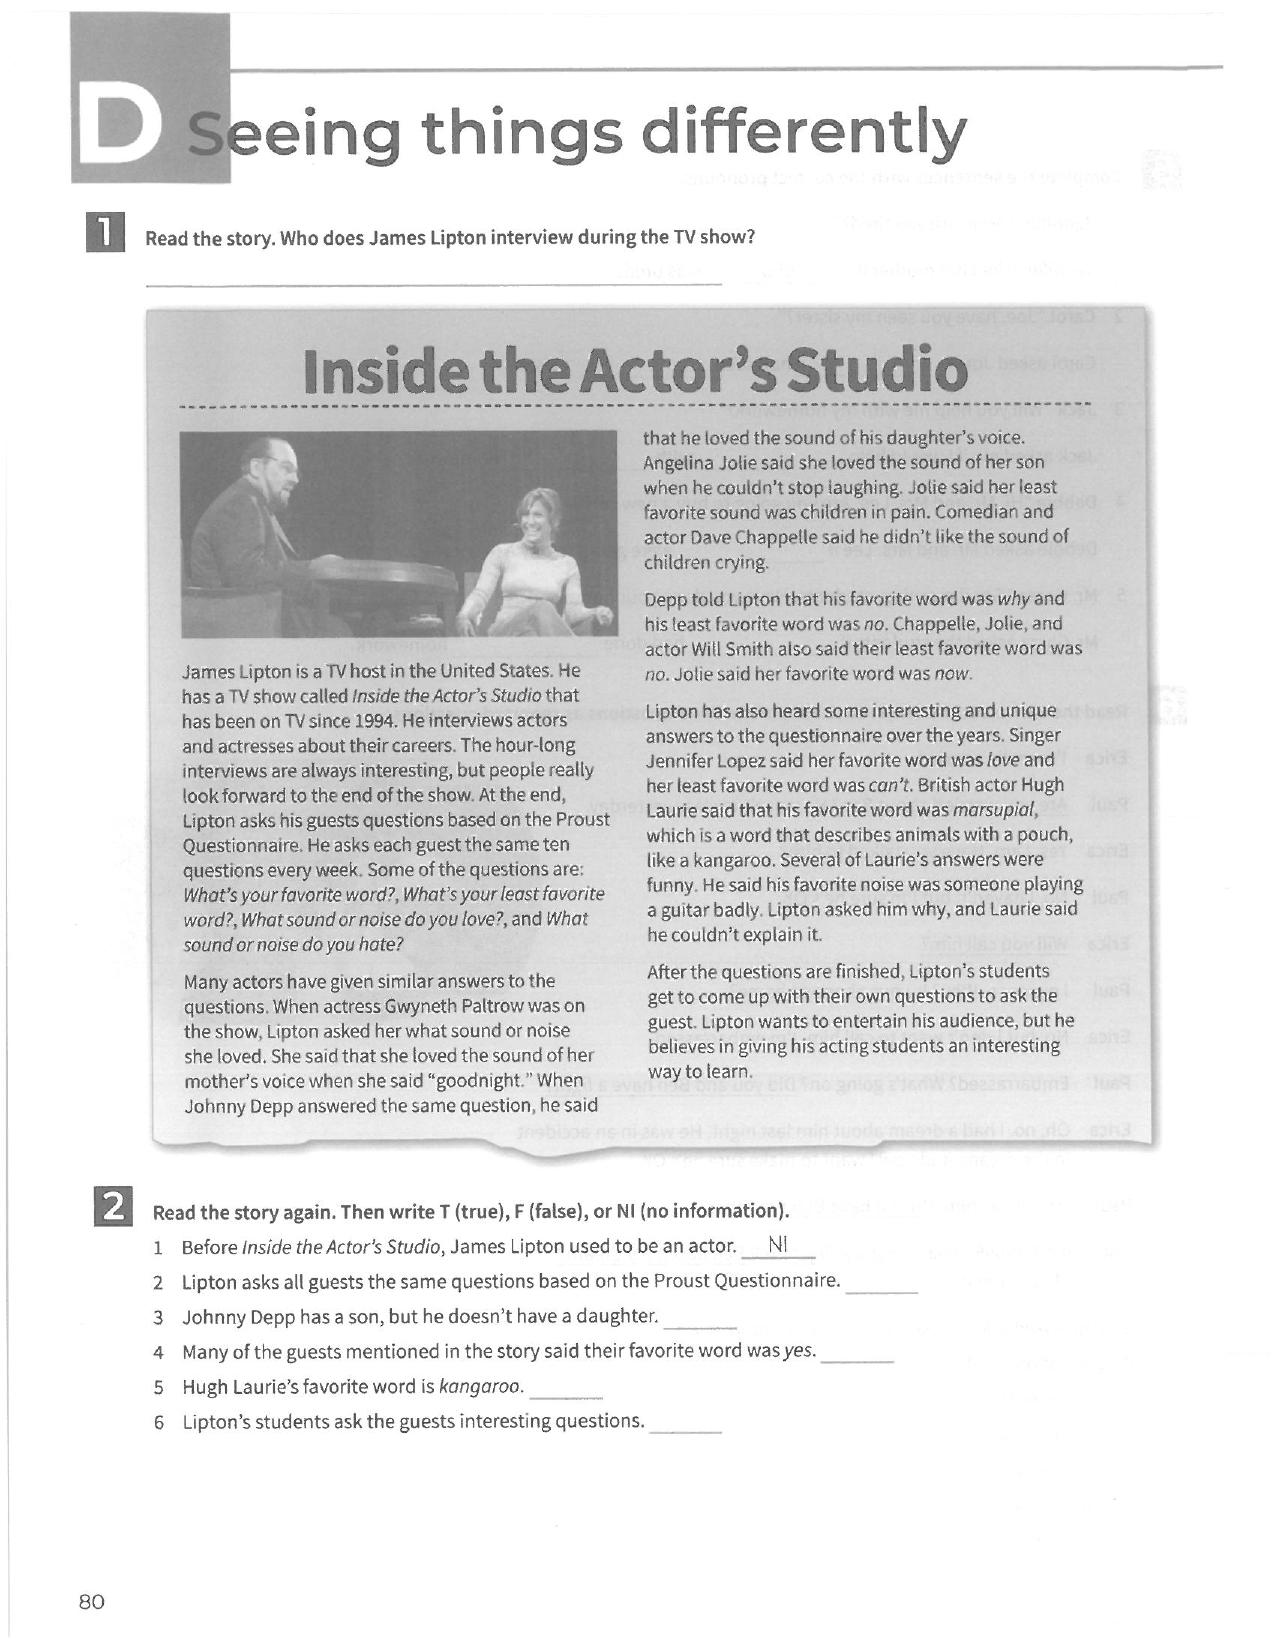 D Seeing things differently
1 Read the story. Who does James Lipton interview during the TV show?
Inside the Actor's Studio
James Lipton is a TV host in the United States. He
has a TV show called Inside the Actor's Studio that
has been on TV since 1994. He interviews actors
and actresses about their careers. The hour-long
interviews are always interesting, but people really
look forward to the end of the show. At the end,
Lipton asks his guests questions based on the Proust
Questionnaire. He asks each guest the same ten
questions every week. Some of the questions are:
What's your favorite word?, What's your least favorite
word?, What sound or noise do you love?, and What
sound or noise do you hate?
Many actors have given similar answers to the
questions. When actress Gwyneth Paltrow was on
the show, Lipton asked her what sound or noise
she loved. She said that she loved the sound of her
mother's voice when she said "goodnight." When
Johnny Depp answered the same question, he said
that he loved the sound of his daughter's voice.
Angelina Jolie said she loved the sound of her son
when he couldn't stop laughing. Jolie said her least
favorite sound was children in pain. Comedian and
actor Dave Chappelle said he didn't like the sound of
children crying.
Depp told Lipton that his favorite word was why and
his least favorite word was no. Chappelle, Jolie, and
actor Will Smith also said their least favorite word was
no. Jolie said her favorite word was now.
Lipton has also heard some interesting and unique
answers to the questionnaire over the years. Singer
Jennifer Lopez said her favorite word was love and
her least favorite word was can't. British actor Hugh
Laurie said that his favorite word was marsupial,
which is a word that describes animals with a pouch,
like a kangaroo. Several of Laurie's answers were
funny. He said his favorite noise was someone playing
a guitar badly. Lipton asked him why, and Laurie said
he couldn't explain it.
After the questions are finished, Lipton's students
get to come up with their own questions to ask the
guest. Lipton wants to entertain his audience, but he
believes in giving his acting students an interesting
way to learn.
2 Read the story again. Then write T (true), F (false), or NI (no information).
1 Before Inside the Actor's Studio, James Lipton used to be an actor. NI
2 Lipton asks all guests the same questions based on the Proust Questionnaire.
3 Johnny Depp has a son, but he doesn't have a daughter.
4 Many of the guests mentioned in the story said their favorite word was yes.
5 Hugh Laurie's favorite word is kangaroo.
6 Lipton's students ask the guests interesting questions.
80